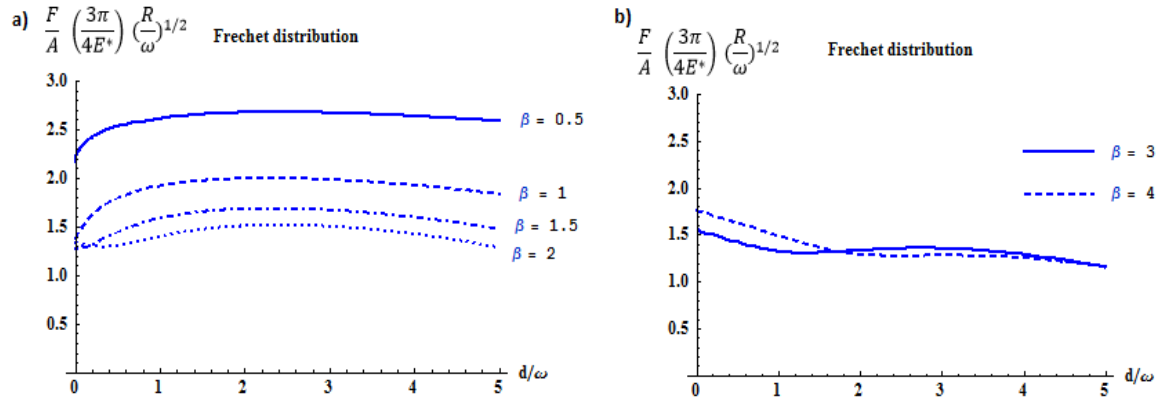 a) F/A (3π/4E*) (R/ω)^1/2 Frechet distribution
3.0
2.5
2.0
1.5
1.0
0.5
0 1 2 3 4 5
d/ω
β = 0.5
β = 1
β = 1.5
β = 2
b) F/A (3π/4E*) (R/ω)^1/2 Frechet distribution
3.0
2.5
2.0
1.5
1.0
0.5
0 1 2 3 4 5
d/ω
β = 3
β = 4